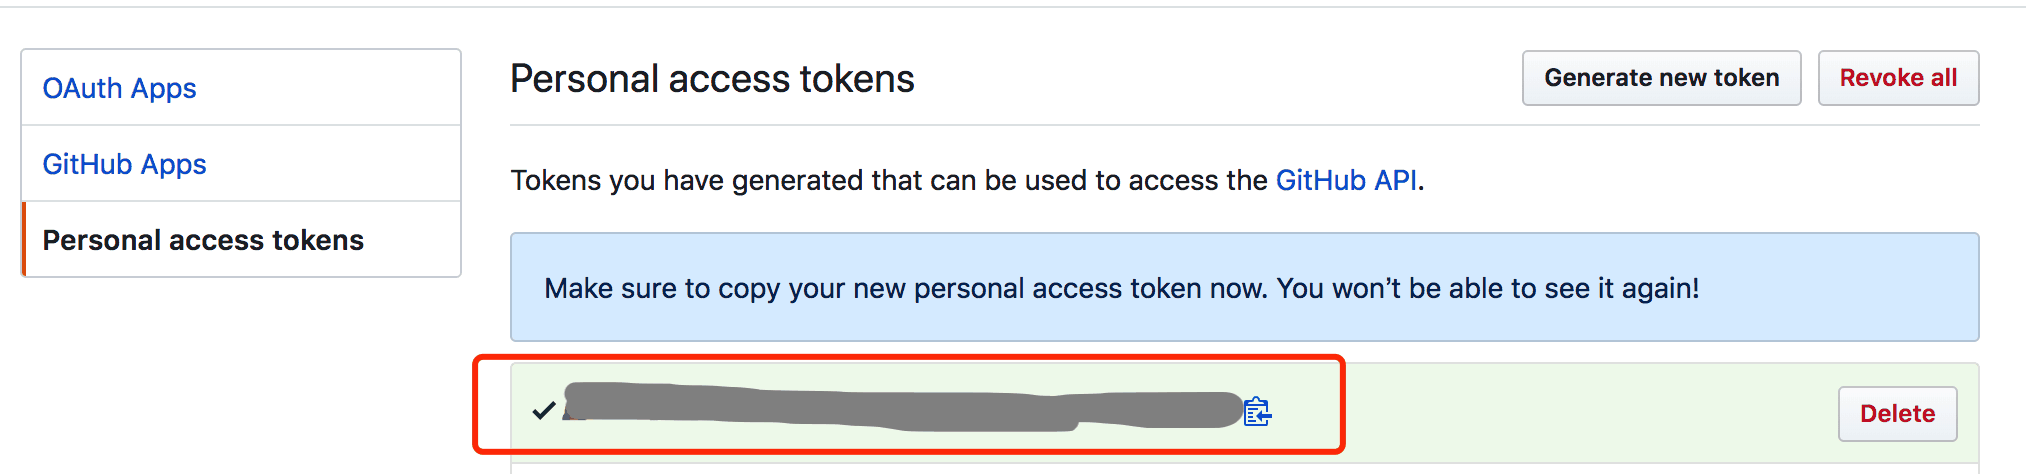 OAuth Apps
GitHub Apps
Personal access tokens
Personal access tokens
Generate new token
Revoke all
Tokens you have generated that can be used to access the GitHub API.
Make sure to copy your new personal access token now. You won’t be able to see it again!
Delete